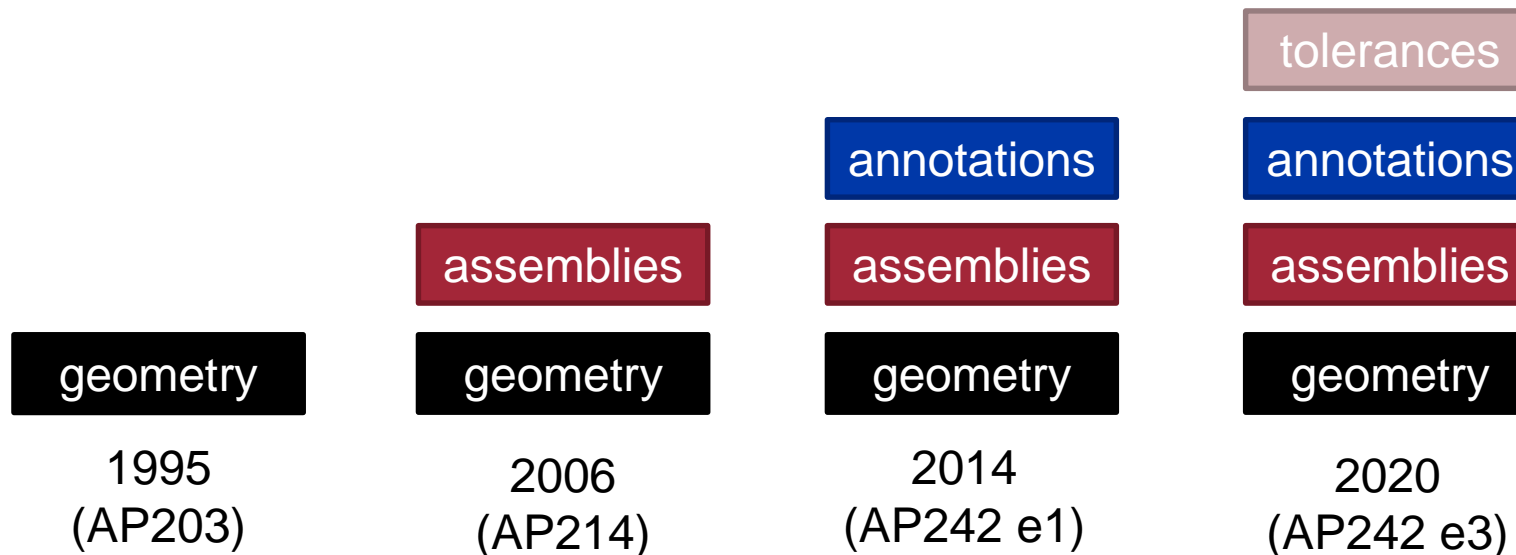 tolerances
annotations
annotations
assemblies
assemblies
assemblies
geometry
geometry
geometry
geometry
1995
(AP203)
2006
(AP214)
2014
(AP242 e1)
2020
(AP242 e3)